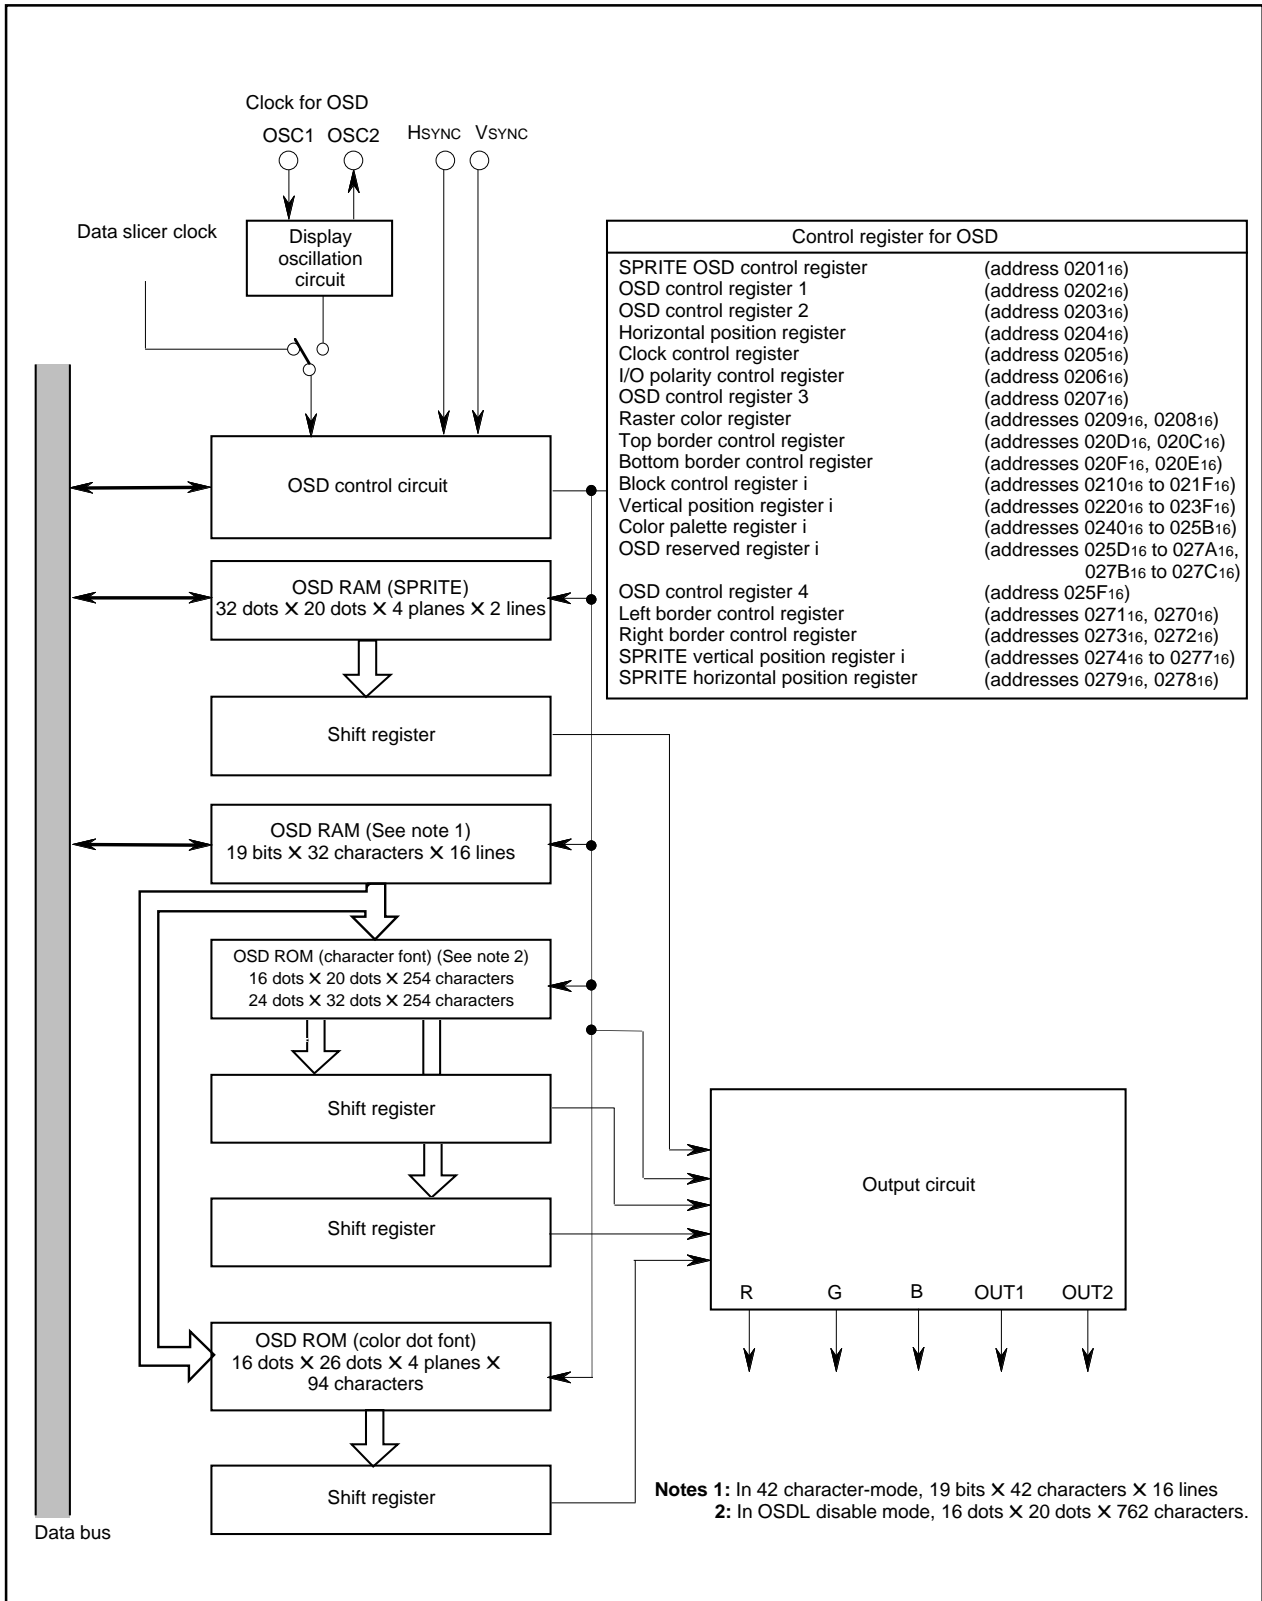 Clock for OSD
OSC1 OSC2 HSYNC VSYNC
Data slicer clock
Display
oscillation
circuit
Control register for OSD
SPRITE OSD control register (address 020116)
OSD control register 1 (address 020216)
OSD control register 2 (address 020316)
Horizontal position register (address 020416)
Clock control register (address 020516)
I/O polarity control register (address 020616)
OSD control register 3 (address 020716)
Raster color register (addresses 020916, 020816)
Top border control register (addresses 020D16, 020C16)
Bottom border control register (addresses 020F16, 020E16)
Block control register i (addresses 021016 to 021F16)
Vertical position register i (addresses 022016 to 023F16)
Color palette register i (addresses 024016 to 025B16)
OSD reserved register i (addresses 025D16 to 027A16,
027B16 to 027C16)
OSD control register 4 (address 025F16)
Left border control register (addresses 027116, 027016)
Right border control register (addresses 027316, 027216)
SPRITE vertical position register i (addresses 027416 to 027716)
SPRITE horizontal position register (addresses 027916, 027816)
OSD control circuit
OSD RAM (SPRITE)
32 dots X 20 dots X 4 planes X 2 lines
Shift register
OSD RAM (See note 1)
19 bits X 32 characters X 16 lines
OSD ROM (character font) (See note 2)
16 dots X 20 dots X 254 characters
24 dots X 32 dots X 254 characters
Shift register
Shift register
Output circuit
R G B OUT1 OUT2
OSD ROM (color dot font)
16 dots X 26 dots X 4 planes X
94 characters
Shift register
Data bus
Notes 1: In 42 character-mode, 19 bits X 42 characters X 16 lines
2: In OSDL disable mode, 16 dots X 20 dots X 762 characters.